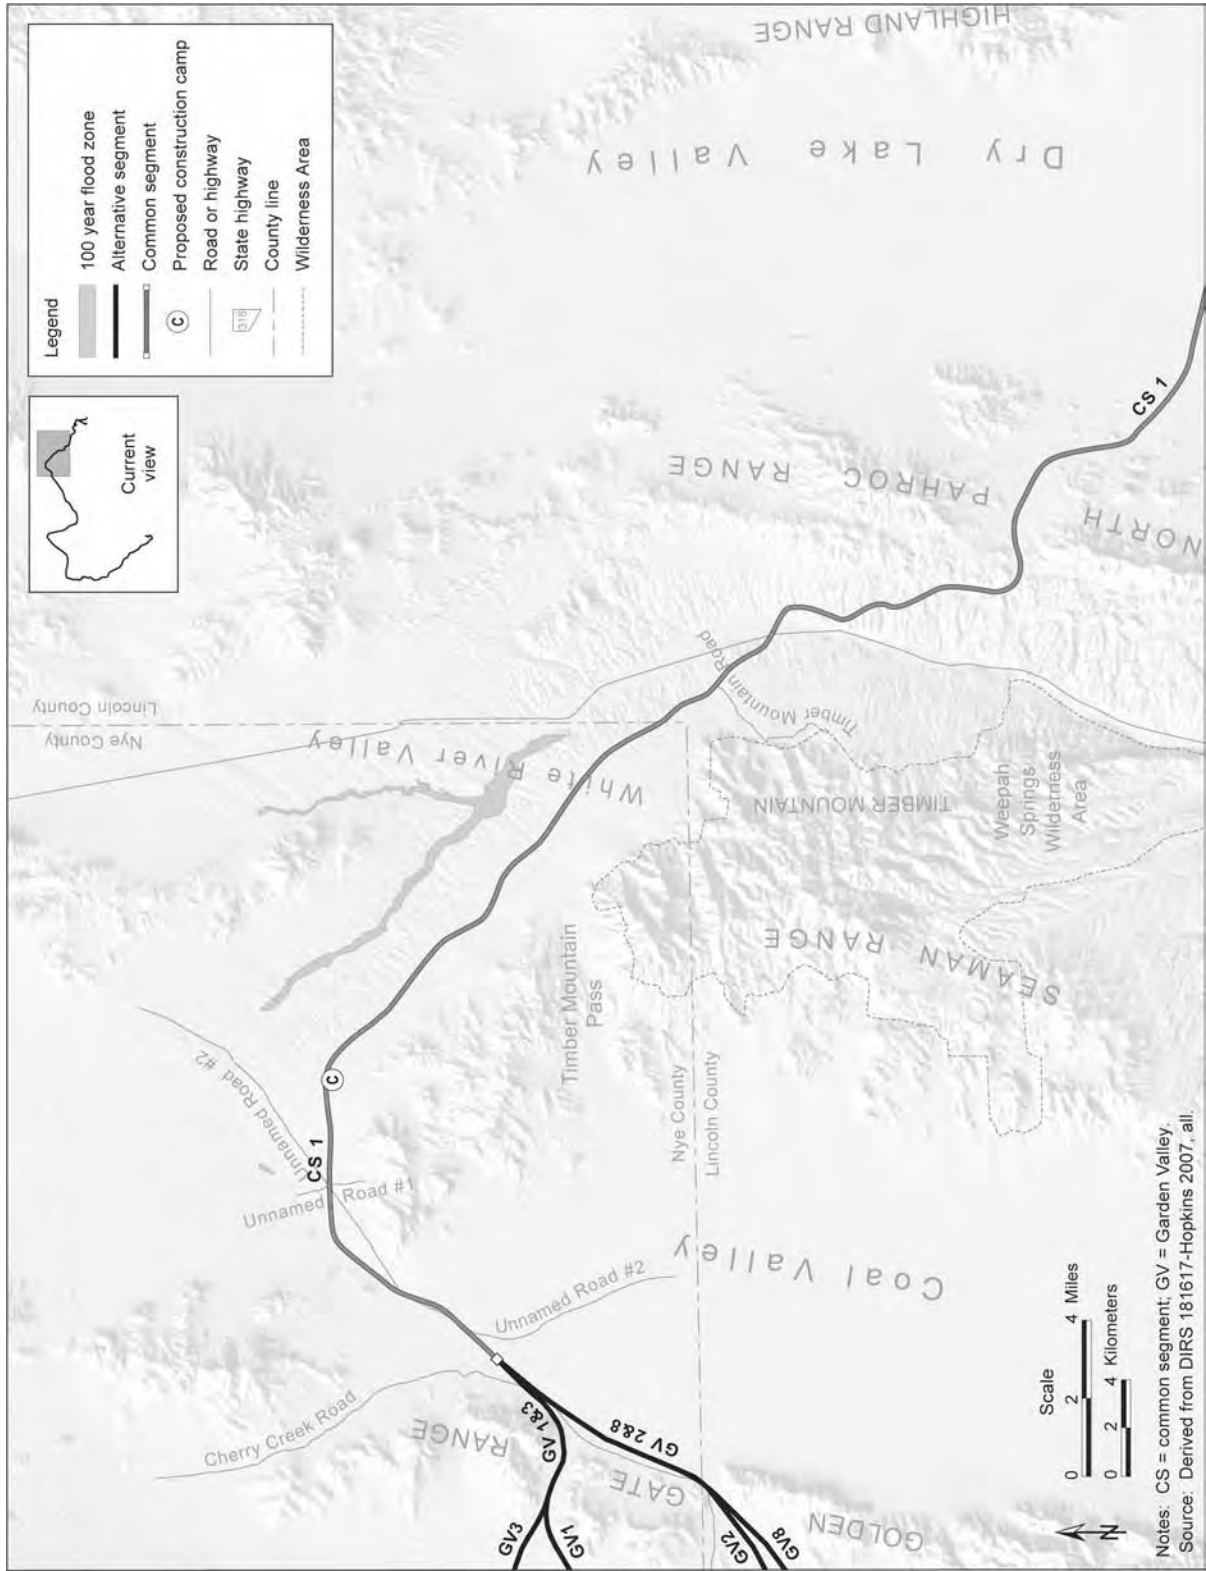 Legend
100 year flood zone
Alternative segment
Common segment
C Proposed construction camp
Road or highway
318 State highway
County line
Wilderness Area
Current
view
HIGHLAND RANGE
Dry Lake Valley
CS 1
NORTH PAHROC RANGE
Nye County
Lincoln County
White River Valley
Timber Mountain Road
TIMBER MOUNTAIN
Weepah
Springs
Wilderness
Area
SEAMAN RANGE
Timber Mountain
Pass
C
Unnamed Road #2
CS 1
Unnamed Road #1
Nye County
Lincoln County
Coal Valley
Unnamed Road #2
Cherry Creek Road
GOLDEN GATE RANGE
GV 1&3
GV 2&8
GV3
GV1
GV2
GV8
Scale
0 2 4 Miles
0 2 4 Kilometers
N
Notes: CS = common segment; GV = Garden Valley.
Source: Derived from DIRS 181617-Hopkins 2007, all.